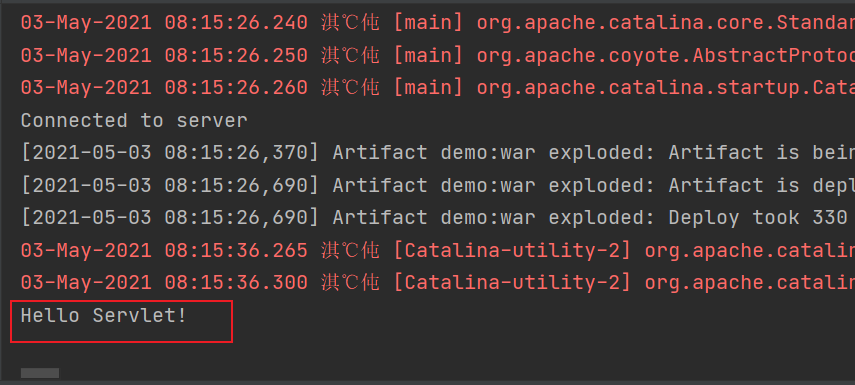 03-May-2021 08:15:26.240 淇℃伅 [main] org.apache.catalina.core.Standar
03-May-2021 08:15:26.250 淇℃伅 [main] org.apache.coyote.AbstractProtoc
03-May-2021 08:15:26.260 淇℃伅 [main] org.apache.catalina.startup.Cata
Connected to server
[2021-05-03 08:15:26,370] Artifact demo:war exploded: Artifact is bein
[2021-05-03 08:15:26,690] Artifact demo:war exploded: Artifact is depl
[2021-05-03 08:15:26,690] Artifact demo:war exploded: Deploy took 330
03-May-2021 08:15:36.265 淇℃伅 [Catalina-utility-2] org.apache.catalin
03-May-2021 08:15:36.300 淇℃伅 [Catalina-utility-2] org.apache.catalin
Hello Servlet!